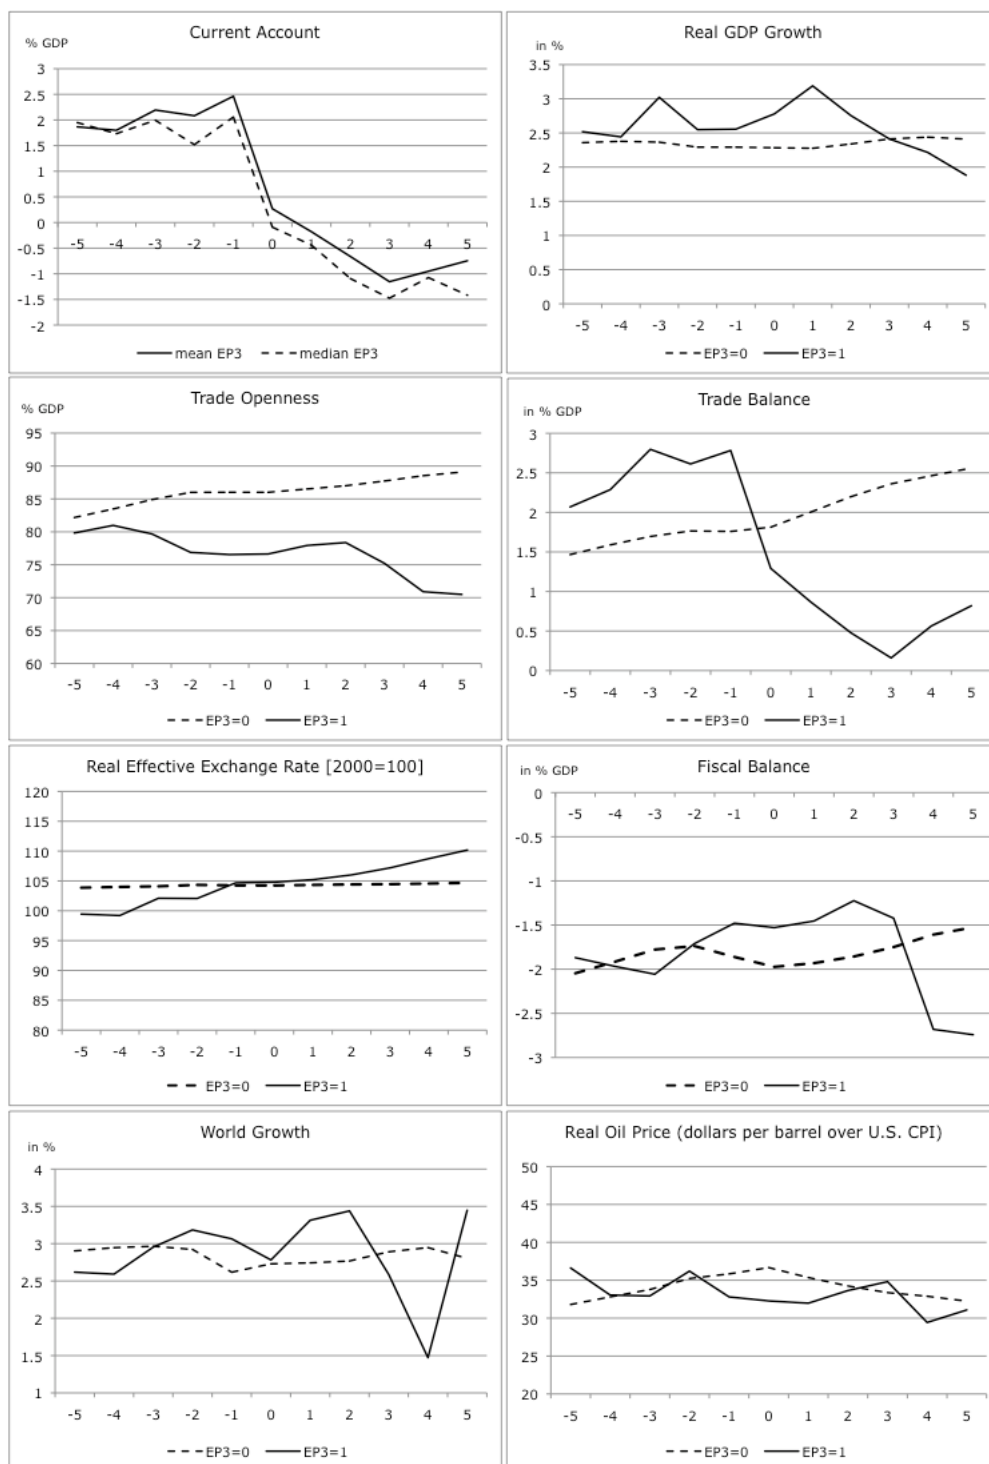 Current Account
% GDP
3
2.5
2
1.5
1
0.5
0
-0.5
-1
-1.5
-2
-5 -4 -3 -2 -1 0 1 2 3 4 5
mean EP3 median EP3
Real GDP Growth
in %
3.5
3
2.5
2
1.5
1
0.5
0
-5 -4 -3 -2 -1 0 1 2 3 4 5
EP3=0 EP3=1
Trade Openness
% GDP
95
90
85
80
75
70
65
60
-5 -4 -3 -2 -1 0 1 2 3 4 5
EP3=0 EP3=1
Trade Balance
in % GDP
3
2.5
2
1.5
1
0.5
0
-5 -4 -3 -2 -1 0 1 2 3 4 5
EP3=0 EP3=1
Real Effective Exchange Rate [2000=100]
120
115
110
105
100
95
90
85
80
-5 -4 -3 -2 -1 0 1 2 3 4 5
EP3=0 EP3=1
Fiscal Balance
in % GDP
0
-5 -4 -3 -2 -1 0 1 2 3 4 5
-0.5
-1
-1.5
-2
-2.5
-3
EP3=0 EP3=1
World Growth
in %
4
3.5
3
2.5
2
1.5
1
-5 -4 -3 -2 -1 0 1 2 3 4 5
EP3=0 EP3=1
Real Oil Price (dollars per barrel over U.S. CPI)
50
45
40
35
30
25
20
-5 -4 -3 -2 -1 0 1 2 3 4 5
EP3=0 EP3=1